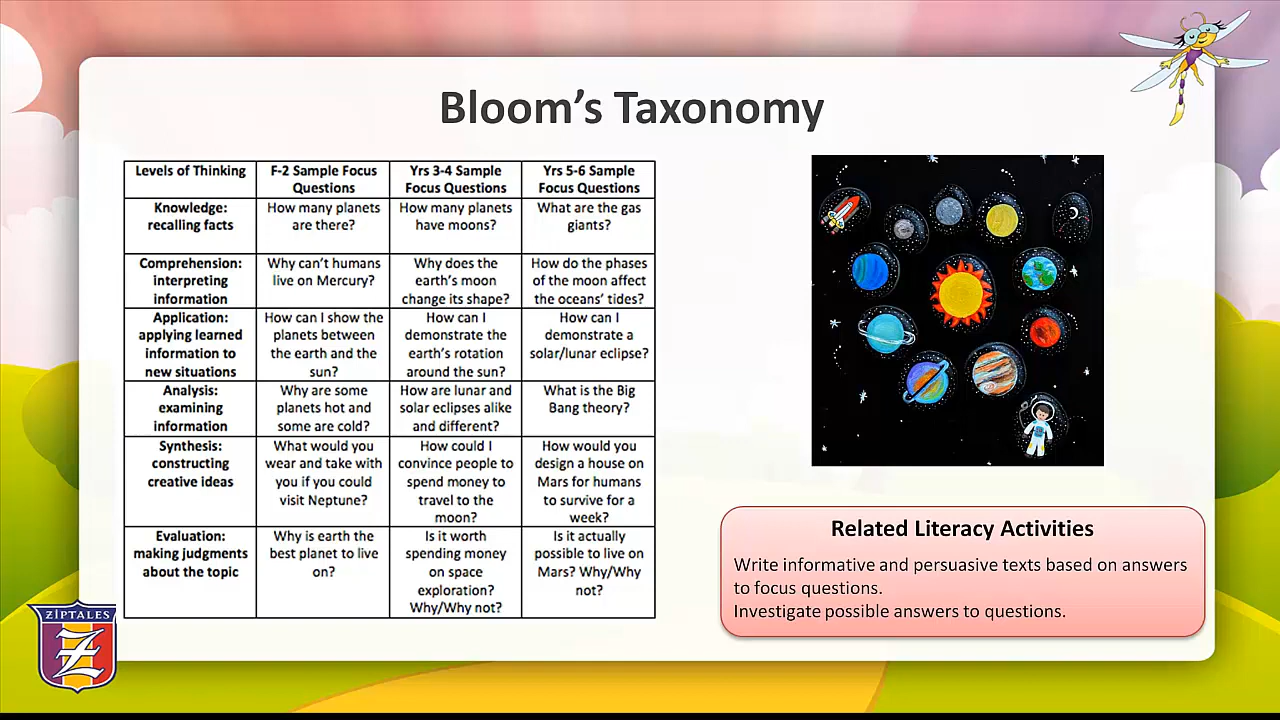 Bloom's Taxonomy
Levels of Thinking
F-2 Sample Focus
Questions
Yrs 3-4 Sample
Focus Questions
Yrs 5-6 Sample
Focus Questions
Knowledge:
recalling facts
How many planets
are there?
How many planets
have moons?
What are the gas
giants?
Comprehension:
interpreting
information
Why can't humans
live on Mercury?
Why does the
earth's moon
change its shape?
How do the phases
of the moon affect
the oceans' tides?
Application:
applying learned
information to
new situations
How can I show the
planets between
the earth and the
sun?
How can I
demonstrate the
earth's rotation
around the sun?
How can I
demonstrate a
solar/lunar eclipse?
Analysis:
examining
information
Why are some
planets hot and
some are cold?
How are lunar and
solar eclipses alike
and different?
What is the Big
Bang theory?
Synthesis:
constructing
creative ideas
What would you
wear and take with
you if you could
visit Neptune?
How could I
convince people to
spend money to
travel to the
moon?
How would you
design a house on
Mars for humans
to survive for a
week?
Evaluation:
making judgments
about the topic
Why is earth the
best planet to live
on?
Is it worth
spending money
on space
exploration?
Why/Why not?
Is it actually
possible to live on
Mars? Why/Why
not?
Related Literacy Activities
Write informative and persuasive texts based on answers
to focus questions.
Investigate possible answers to questions.
ZIPTALES
Z